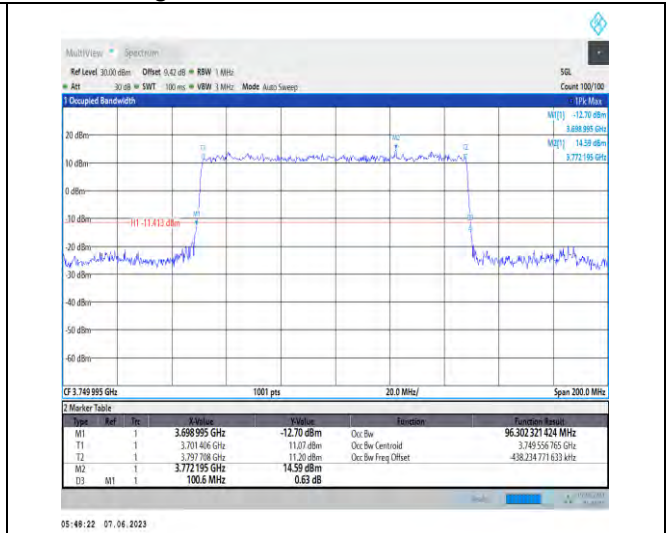 MultiView Spectrum
Ref Level 30.00 dBm Offset 9.42 dB RBW 1 MHz SGL
Att 30 dB SWT 100 ms VBW 3 MHz Mode Auto Sweep Count 100/100
1 Occupied Bandwidth 1Pk Max
M1[1] -12.70 dBm
3.698 995 GHz
20 dBm
M2[1] 14.59 dBm
3.772 195 GHz
M2
T1 T2
10 dBm
0 dBm
-10 dBm M1
H1 -11.413 dBm
-20 dBm
-30 dBm
-40 dBm
-50 dBm
-60 dBm
CF 3.749 995 GHz 1001 pts 20.0 MHz/ Span 200.0 MHz
2 Marker Table
Type Ref Trc X-Value Y-Value Function Function Result
M1 1 3.698 995 GHz -12.70 dBm Occ Bw 96.302 321 424 MHz
T1 1 3.701 406 GHz 11.07 dBm Occ Bw Centroid 3.749 556 765 GHz
T2 1 3.797 708 GHz 11.20 dBm Occ Bw Freq Offset -438.234 771 633 kHz
M2 1 3.772 195 GHz 14.59 dBm
D3 M1 1 100.6 MHz 0.63 dB
05:48:22 07.06.2023